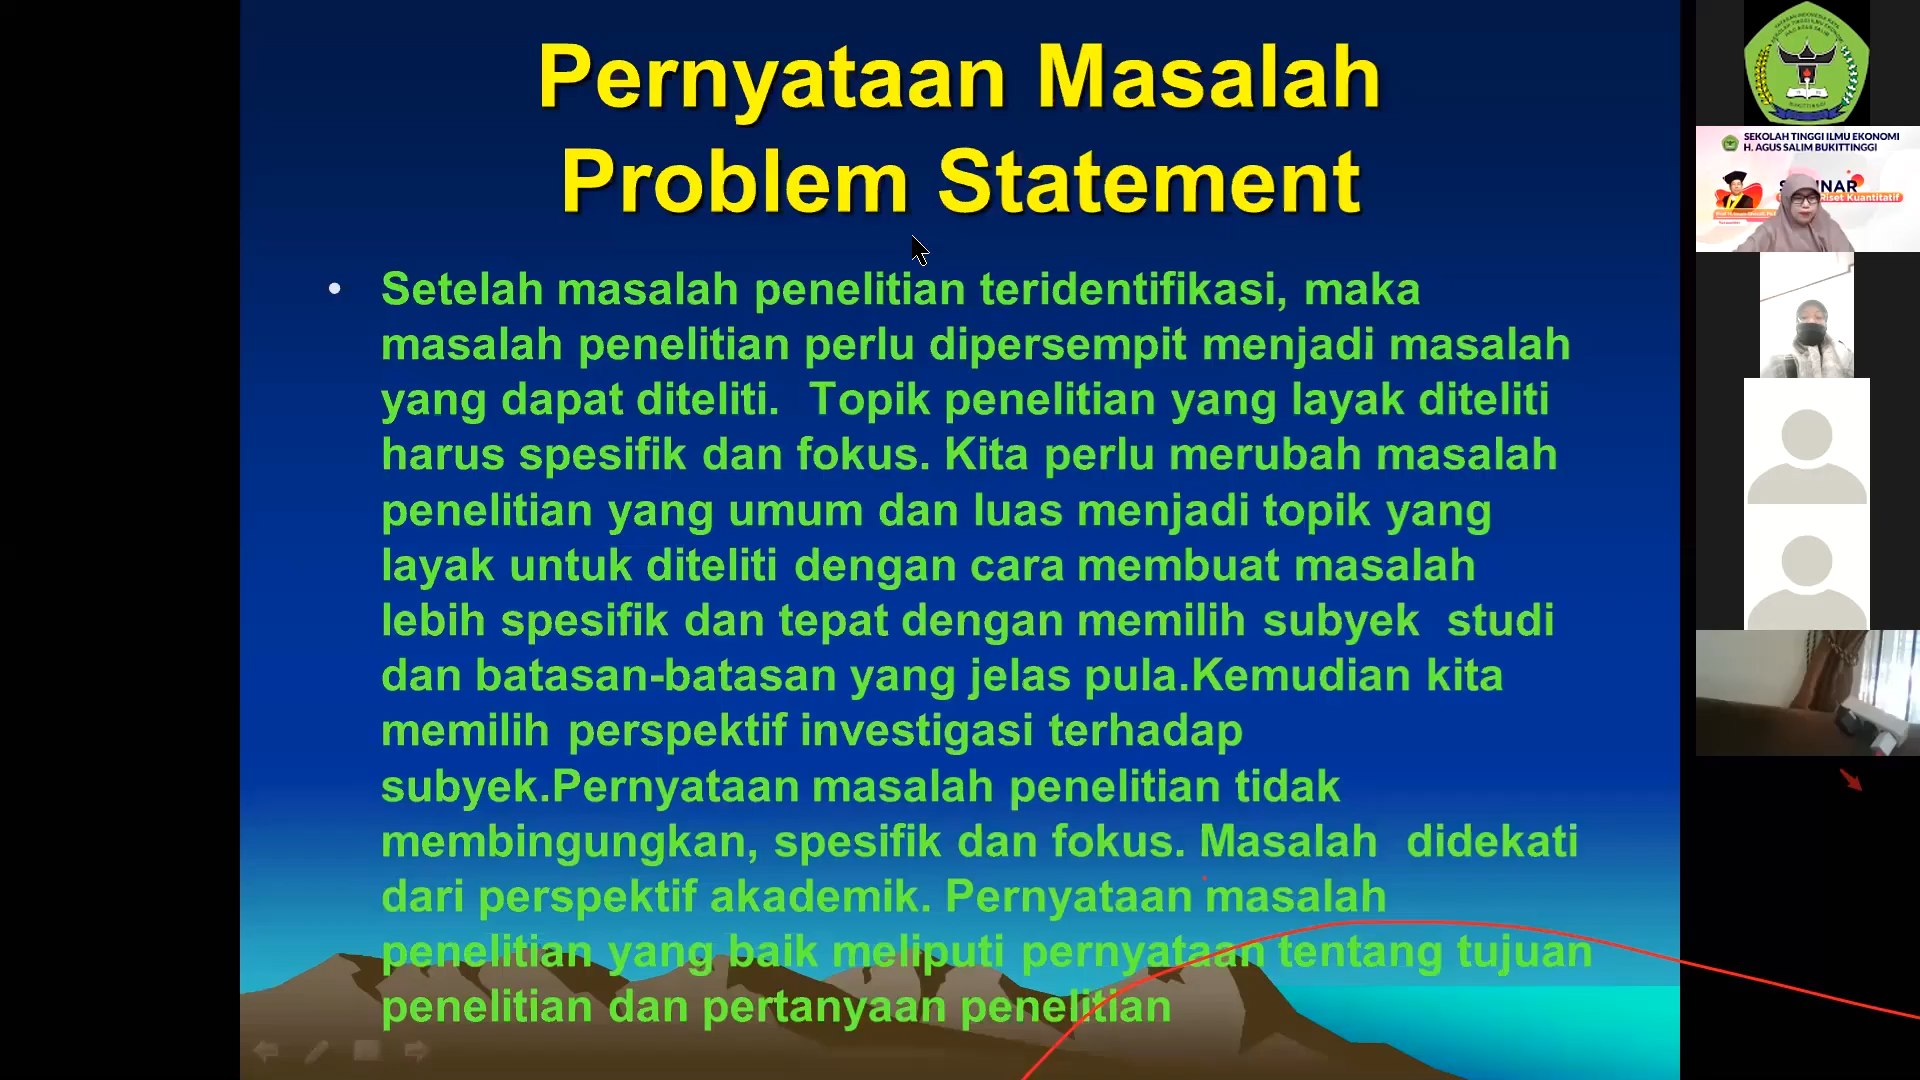 Pernyataan Masalah
Problem Statement
• Setelah masalah penelitian teridentifikasi, maka
masalah penelitian perlu dipersempit menjadi masalah
yang dapat diteliti. Topik penelitian yang layak diteliti
harus spesifik dan fokus. Kita perlu merubah masalah
penelitian yang umum dan luas menjadi topik yang
layak untuk diteliti dengan cara membuat masalah
lebih spesifik dan tepat dengan memilih subyek studi
dan batasan-batasan yang jelas pula.Kemudian kita
memilih perspektif investigasi terhadap
subyek.Pernyataan masalah penelitian tidak
membingungkan, spesifik dan fokus. Masalah didekati
dari perspektif akademik. Pernyataan masalah
penelitian yang baik meliputi pernyataan tentang tujuan
penelitian dan pertanyaan penelitian
BUKITTINGGI
SEKOLAH TINGGI ILMU EKONOMI
H. AGUS SALIM BUKITTINGGI
Riset Kuantitatif